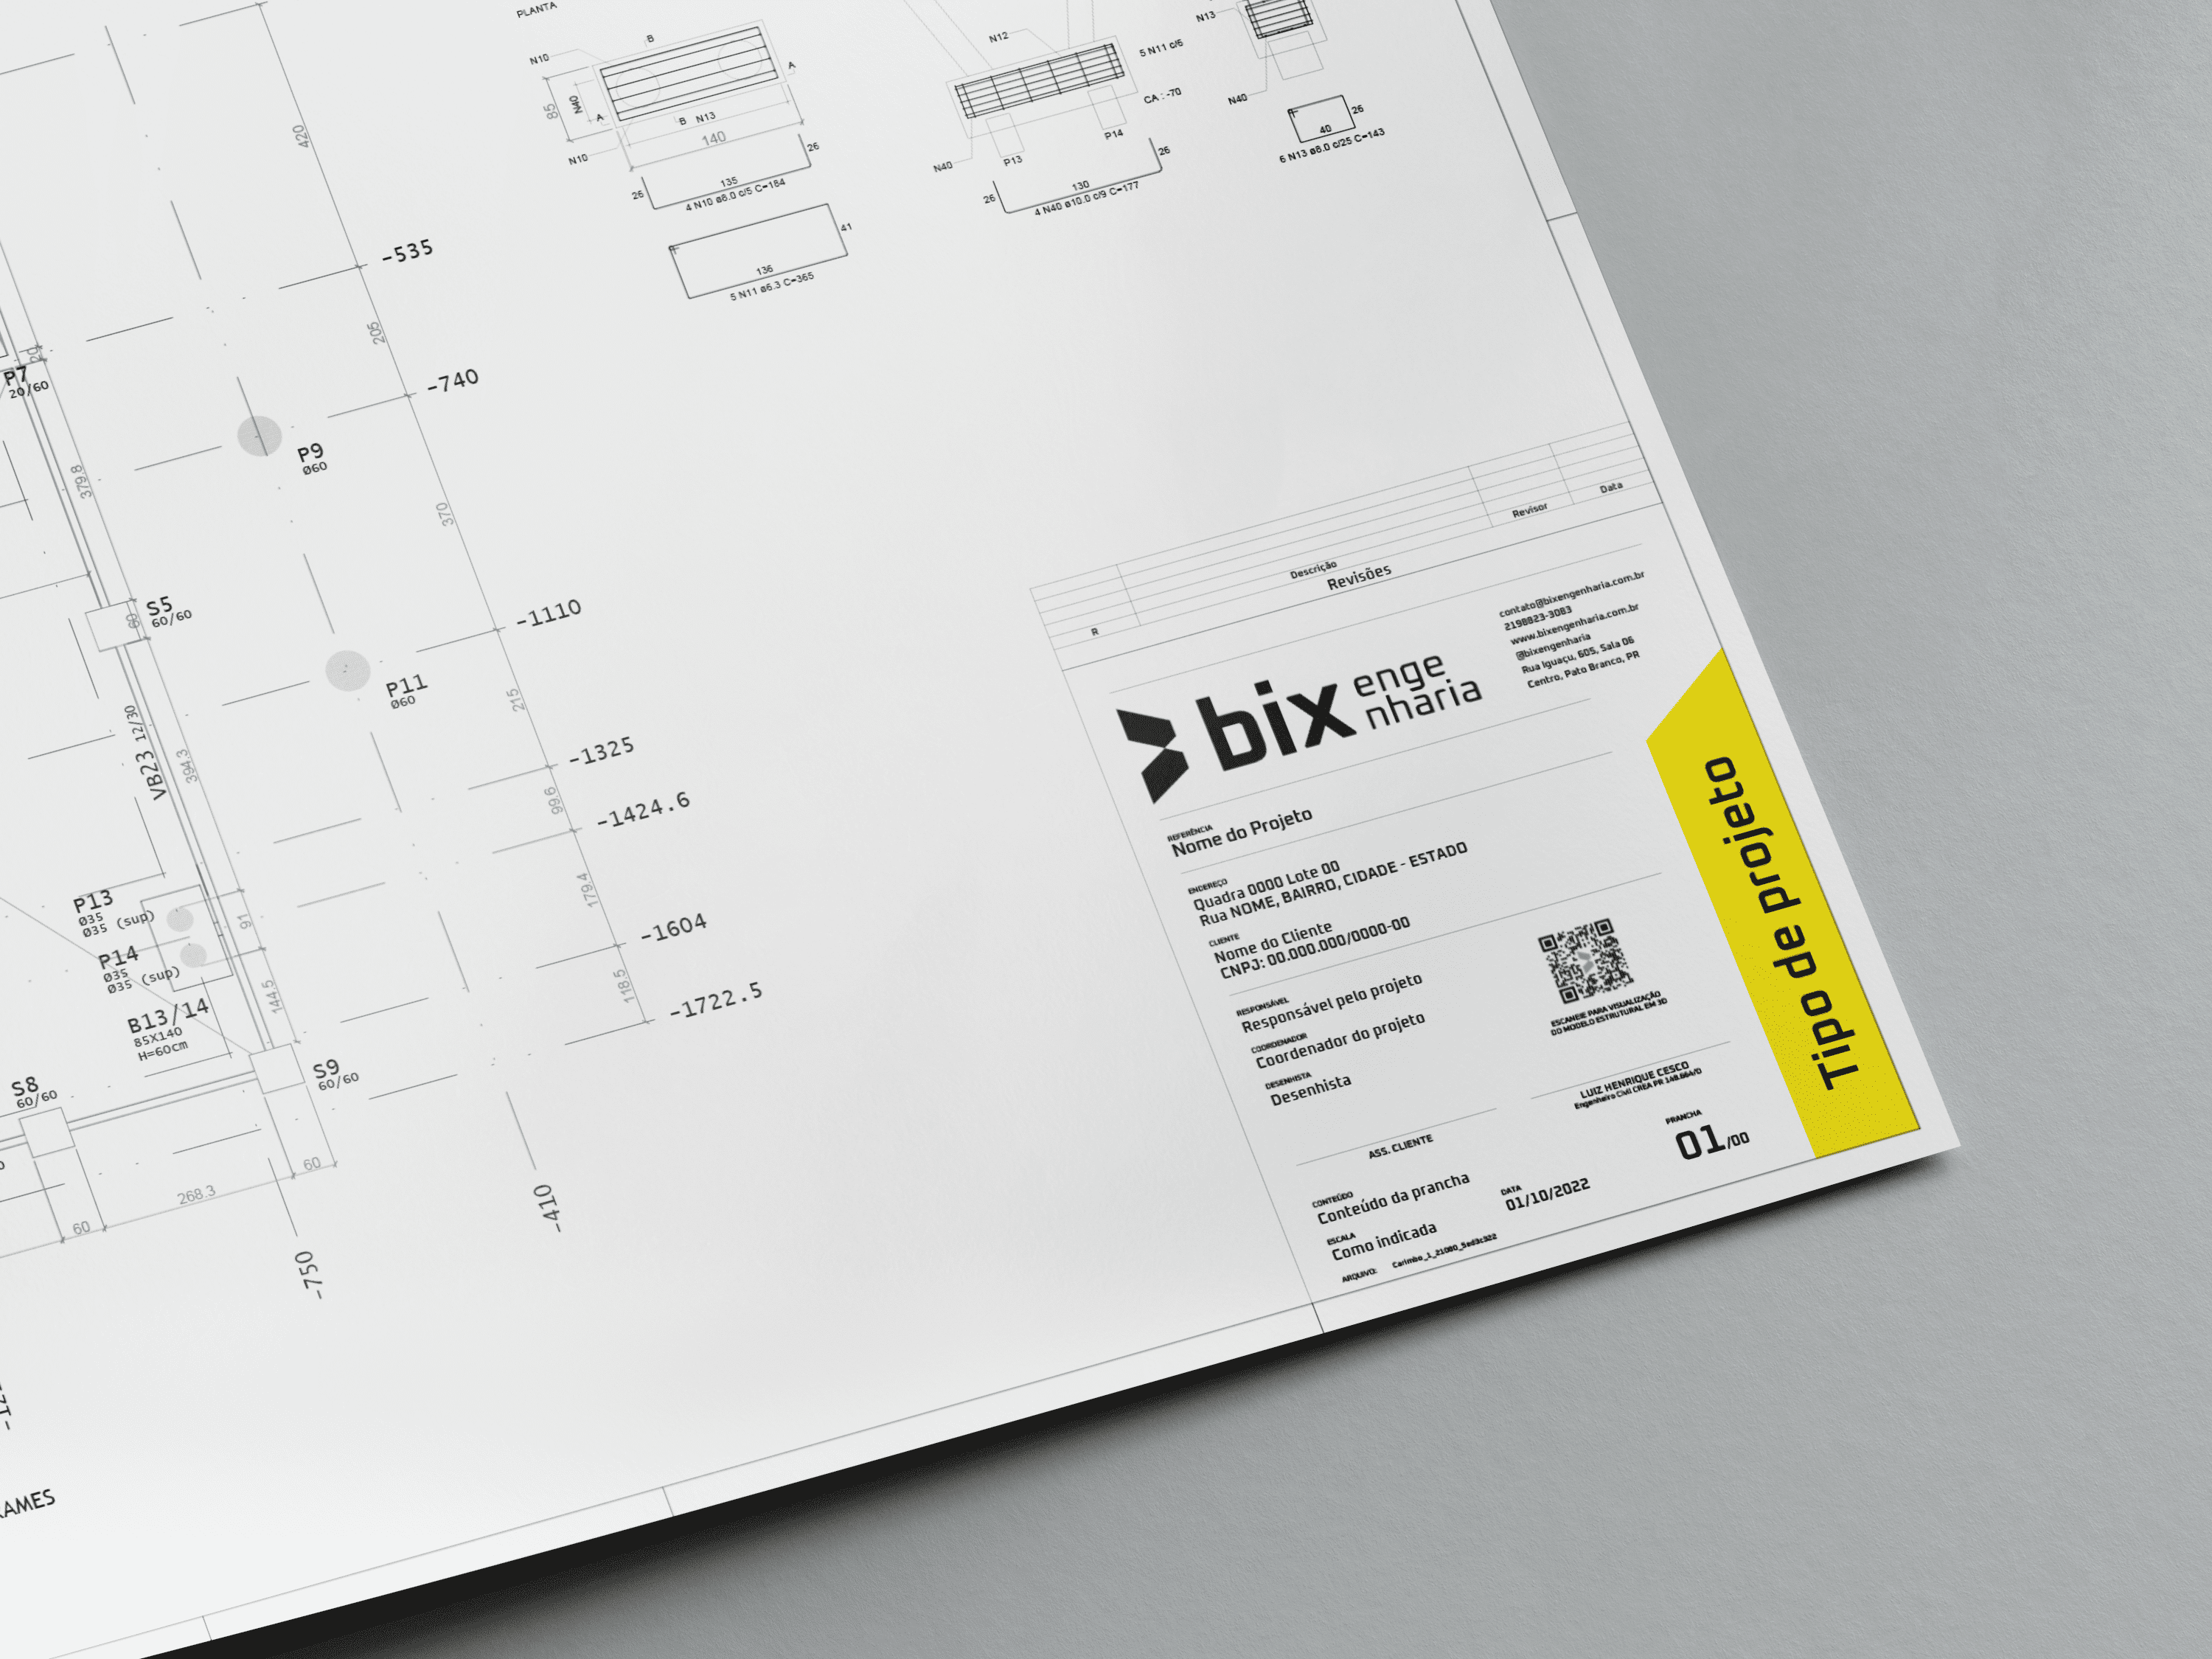 PLANTA
N10
B
A
85
N40
A
B N13
140
N10
26
135
26
4 N10 ø8.0 c/5 C=184
41
136
5 N11 ø6.3 C=365
N12
5 N11 c/6
CA : -70
N40
P13
P14
26
130
26
4 N40 ø10.0 c/9 C=177
N13
N40
26
40
6 N13 ø8.0 c/25 C=143
420
-535
205
-740
20
P7
20/60
P9
Ø60
379.8
370
-1110
S5
60/60
60
P11
Ø60
215
-1325
VB23 12/30
394.3
99.6
-1424.6
179.4
-1604
P13
Ø35
Ø35 (sup)
91
P14
Ø35
Ø35 (sup)
118.5
-1722.5
144.5
B13/14
85X140
H=60cm
S9
60/60
S8
60/60
60
268.3
60
-410
-750
RAMES
Revisor
Data
Descrição
Revisões
R
contato@bixengenharia.com.br
2198823-3083
www.bixengenharia.com.br
@bixengenharia
Rua Iguaçu, 605, Sala 06
Centro, Pato Branco, PR
bix enge
nharia
REFERÊNCIA
Nome do Projeto
ENDEREÇO
Quadra 0000 Lote 00
Rua NOME, BAIRRO, CIDADE - ESTADO
CLIENTE
Nome do Cliente
CNPJ: 00.000.000/0000-00
RESPONSÁVEL
Responsável pelo projeto
COORDENADOR
Coordenador do projeto
DESENHISTA
Desenhista
ESCANEIE PARA VISUALIZAÇÃO
DO MODELO ESTRUTURAL EM 3D
LUIZ HENRIQUE CESCO
Engenheiro Civil CREA PR 148.664/D
ASS. CLIENTE
PRANCHA
01/00
CONTEÚDO
Conteúdo da prancha
DATA
01/10/2022
ESCALA
Como indicada
ARQUIVO: Carimbo_1_21080_5ed3c322
Tipo de projeto